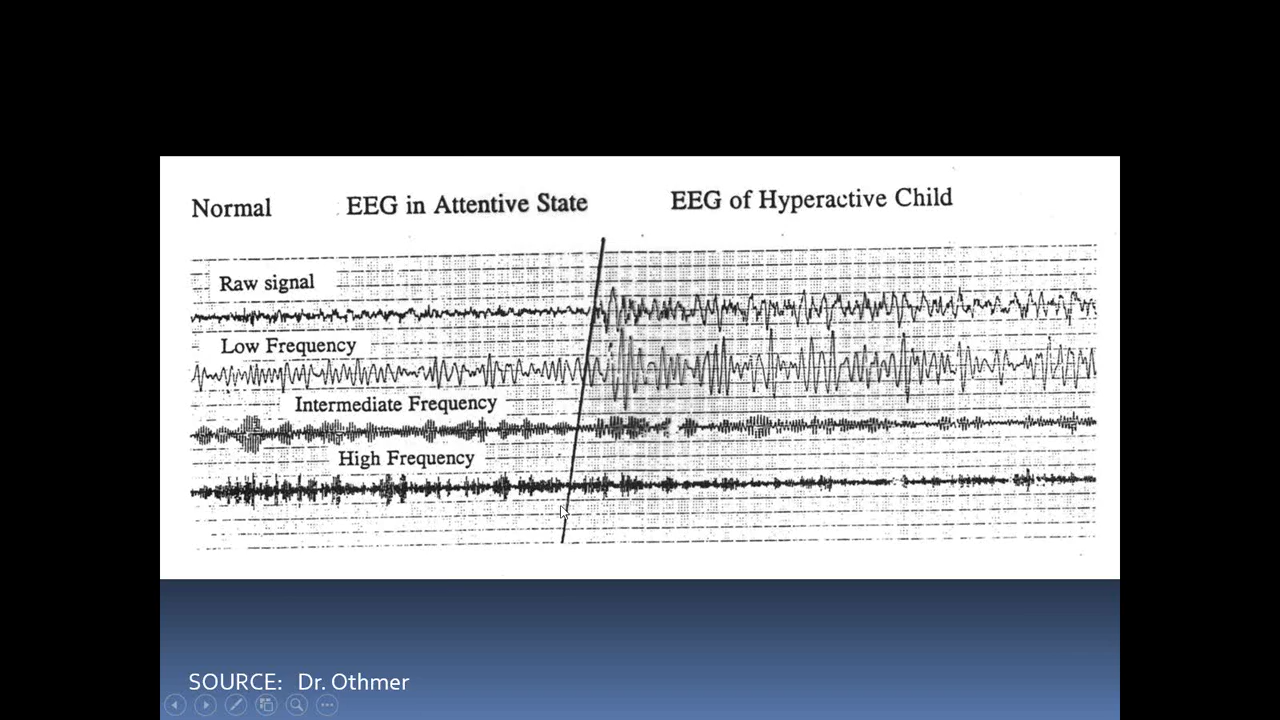 Normal EEG in Attentive State EEG of Hyperactive Child
Raw signal
Low Frequency
Intermediate Frequency
High Frequency
SOURCE: Dr. Othmer